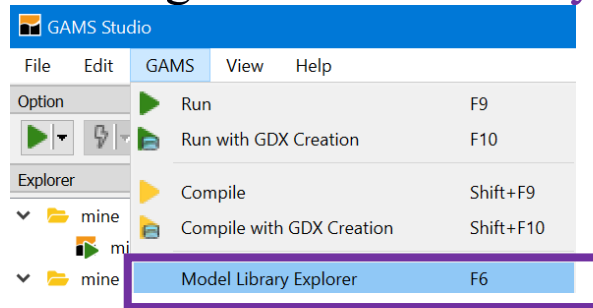 GAMS Studio
File Edit GAMS View Help
Option
Run F9
Run with GDX Creation F10
Explorer
Compile Shift+F9
mine
Compile with GDX Creation Shift+F10
mine
Model Library Explorer F6